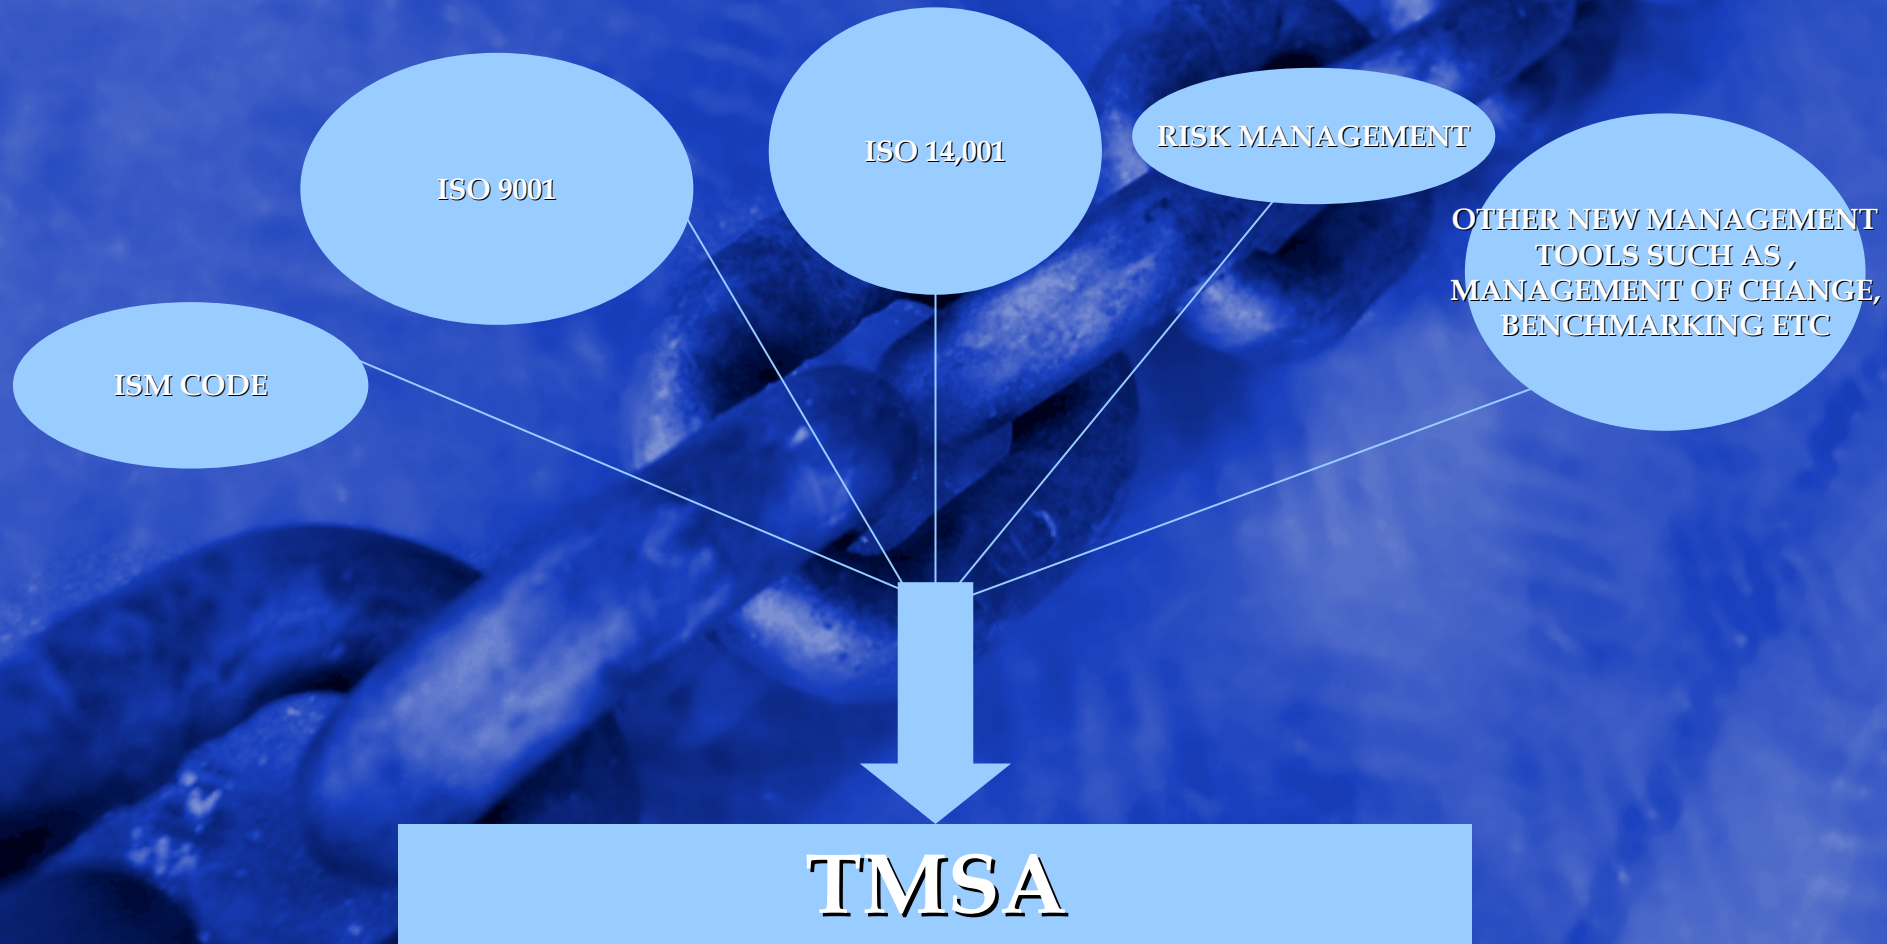 ISO 14,001
RISK MANAGEMENT
ISO 9001
OTHER NEW MANAGEMENT
TOOLS SUCH AS ,
MANAGEMENT OF CHANGE,
BENCHMARKING ETC
ISM CODE
TMSA